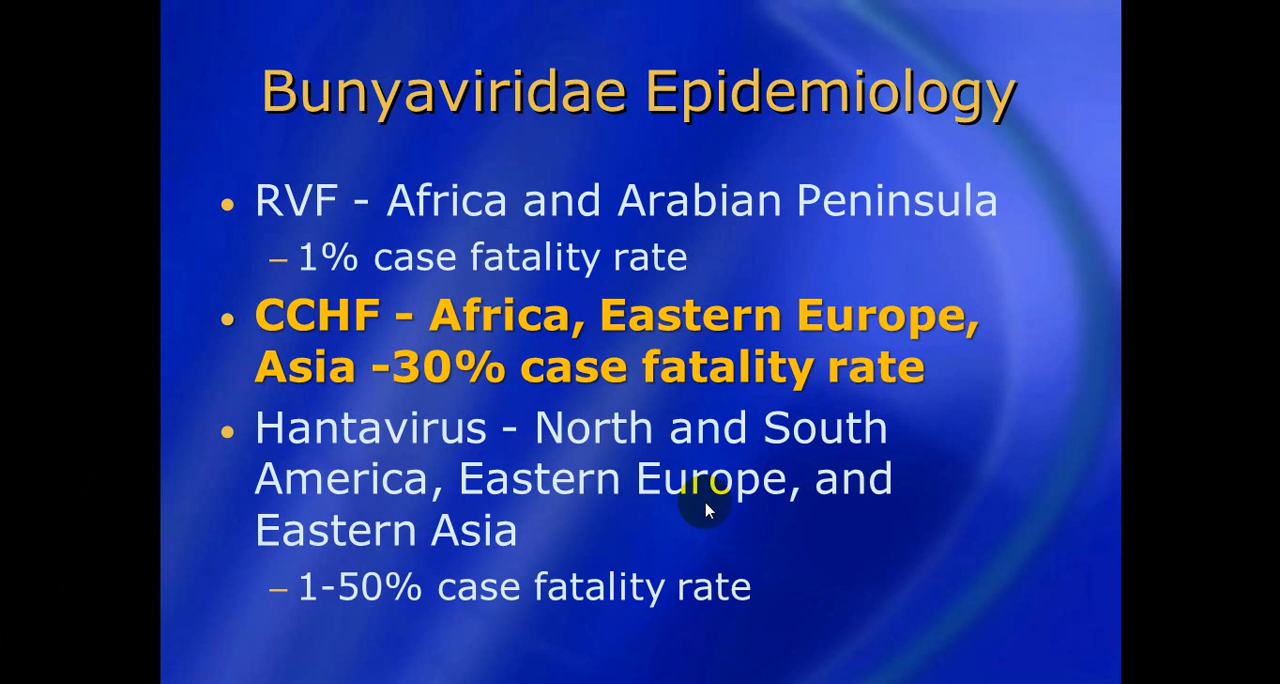 Bunyaviridae Epidemiology
• RVF - Africa and Arabian Peninsula
– 1% case fatality rate
• CCHF - Africa, Eastern Europe,
Asia -30% case fatality rate
• Hantavirus - North and South
America, Eastern Europe, and
Eastern Asia
– 1-50% case fatality rate